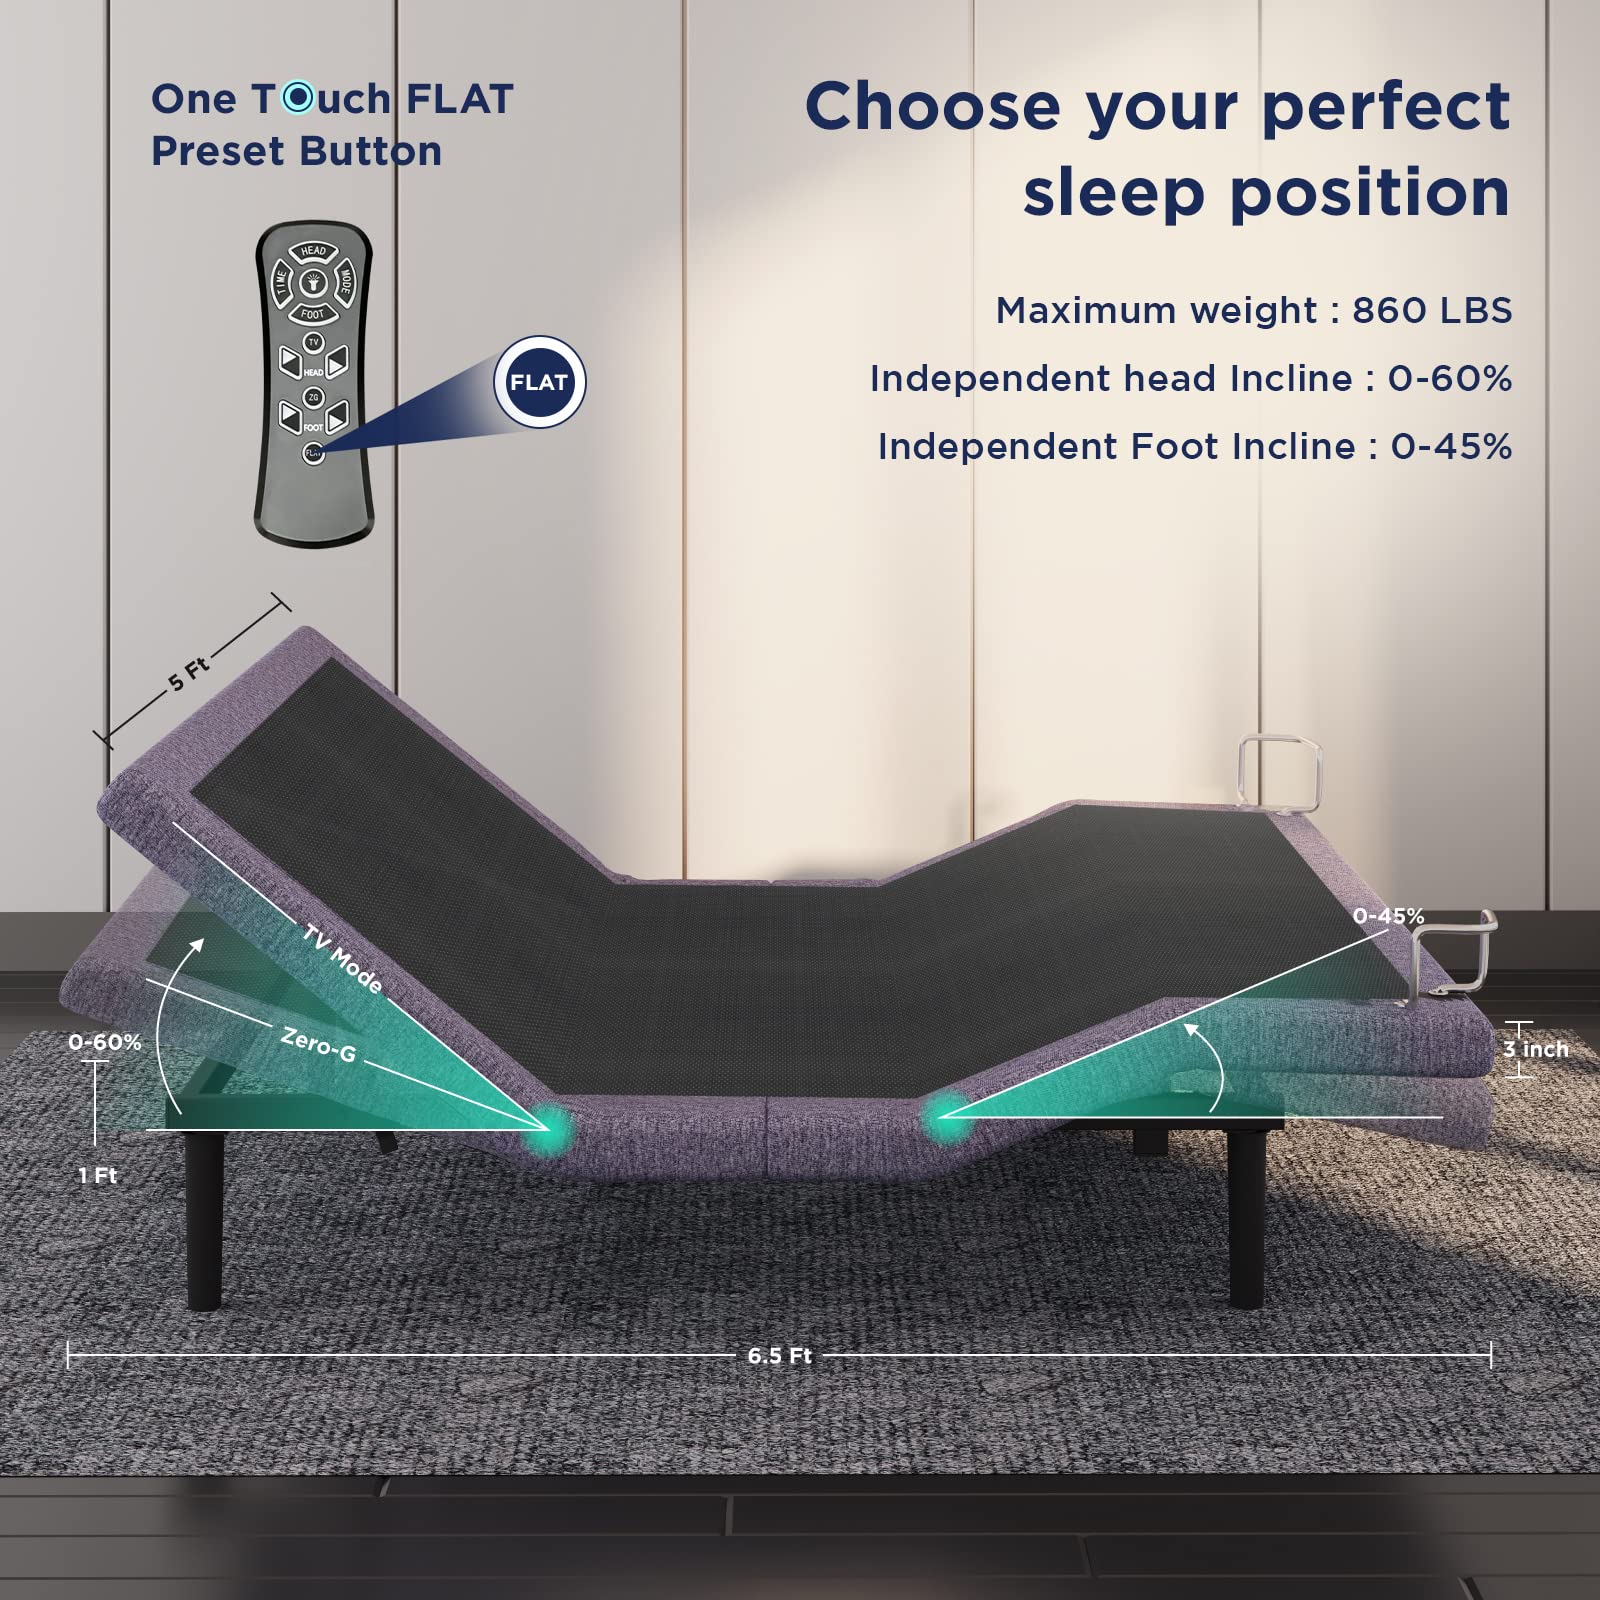 One Touch FLAT
Preset Button
Choose your perfect
sleep position
Maximum weight : 860 LBS
Independent head Incline : 0-60%
Independent Foot Incline : 0-45%
HEAD
TIME
MODE
FOOT
TV
HEAD
ZG
FOOT
FLAT
FLAT
5 Ft
TV Mode
Zero-G
0-60%
1 Ft
0-45%
3 inch
6.5 Ft